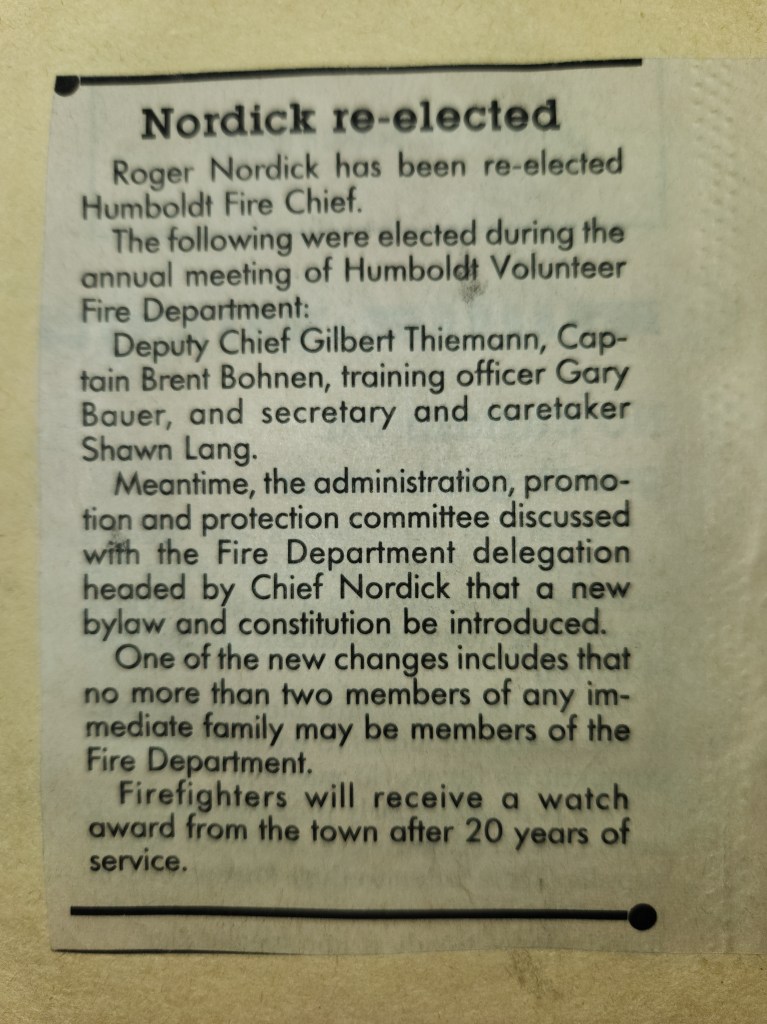 Nordick re-elected
Roger Nordick has been re-elected
Humboldt Fire Chief.
The following were elected during the
annual meeting of Humboldt Volunteer
Fire Department:
Deputy Chief Gilbert Thiemann, Cap-
tain Brent Bohnen, training officer Gary
Bauer, and secretary and caretaker
Shawn Lang.
Meantime, the administration, promo-
tion and protection committee discussed
with the Fire Department delegation
headed by Chief Nordick that a new
bylaw and constitution be introduced.
One of the new changes includes that
no more than two members of any im-
mediate family may be members of the
Fire Department.
Firefighters will receive a watch
award from the town after 20 years of
service.